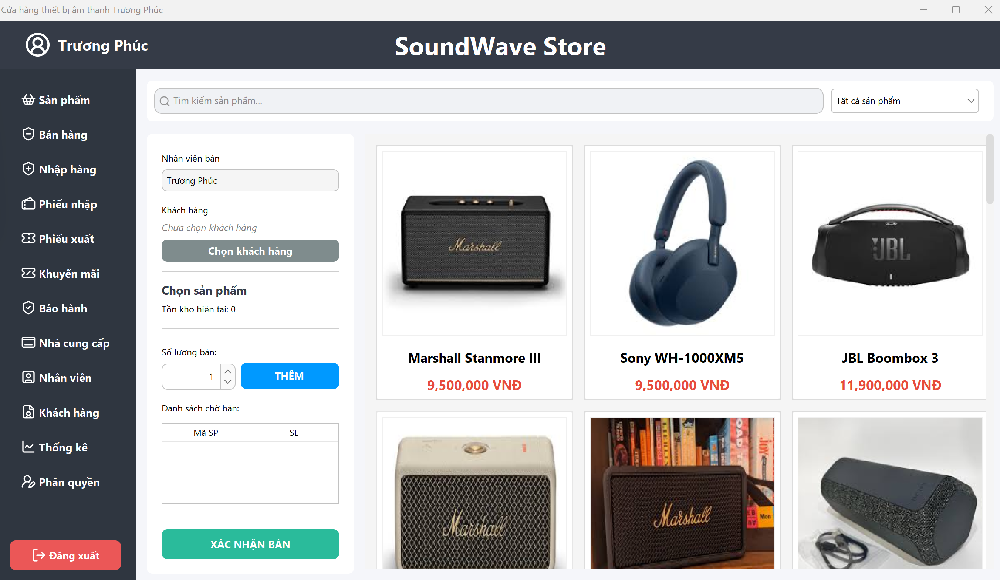 Cửa hàng thiết bị âm thanh Trương Phúc
Trương Phúc
SoundWave Store
Sản phẩm
Bán hàng
Nhập hàng
Phiếu nhập
Phiếu xuất
Khuyến mãi
Bảo hành
Nhà cung cấp
Nhân viên
Khách hàng
Thống kê
Phân quyền
Đăng xuất
Tìm kiếm sản phẩm...
Tất cả sản phẩm
Nhân viên bán
Trương Phúc
Khách hàng
Chưa chọn khách hàng
Chọn khách hàng
Chọn sản phẩm
Tồn kho hiện tại: 0
Số lượng bán:
1
THÊM
Danh sách chờ bán:
Mã SP SL
XÁC NHẬN BÁN
Marshall
Marshall Stanmore III
9,500,000 VNĐ
Sony WH-1000XM5
9,500,000 VNĐ
JBL
JBL Boombox 3
11,900,000 VNĐ
Marshall
Marshall
Mon